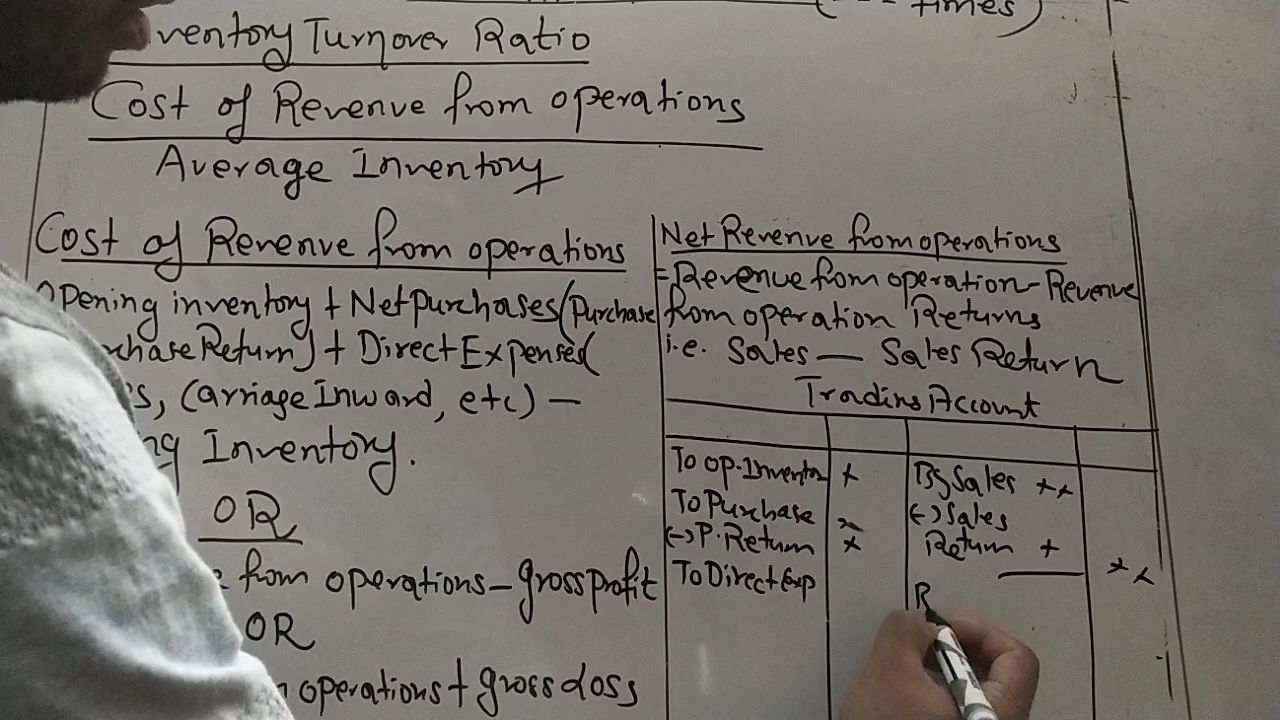 times)
ventory Turnover Ratio
Cost of Revenue from operations
Average Inventory
Cost of Revenue from operations
Opening inventory + Net purchases (Purchase
chase Return) + Direct Expenses (
s, Carriage Inward, etc) -
ng Inventory.
OR
from operations - gross profit
OR
operations + gross loss
Net Revenue from operations
= Revenue from operation - Revenue
from operation Returns
i.e. Sales - Sales Return
Trading Account
To op. Inventor x By Sales xx
To Purchase (-) Sales
(-) P. Return x x Return x
To Direct Exp x x
B